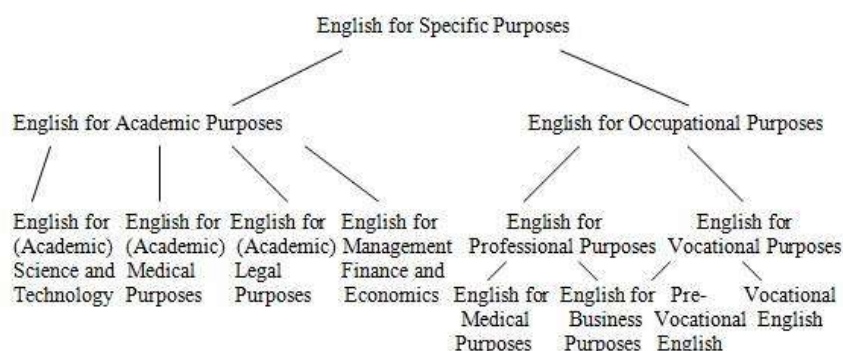 English for Specific Purposes
English for Academic Purposes
English for Occupational Purposes
English for
(Academic)
Science and
Technology
English for
(Academic)
Medical
Purposes
English for
(Academic)
Legal
Purposes
English for
Management
Finance and
Economics
English for
Professional Purposes
English for
Vocational Purposes
English for
Medical
Purposes
English for
Business
Purposes
Pre-
Vocational
English
Vocational
English